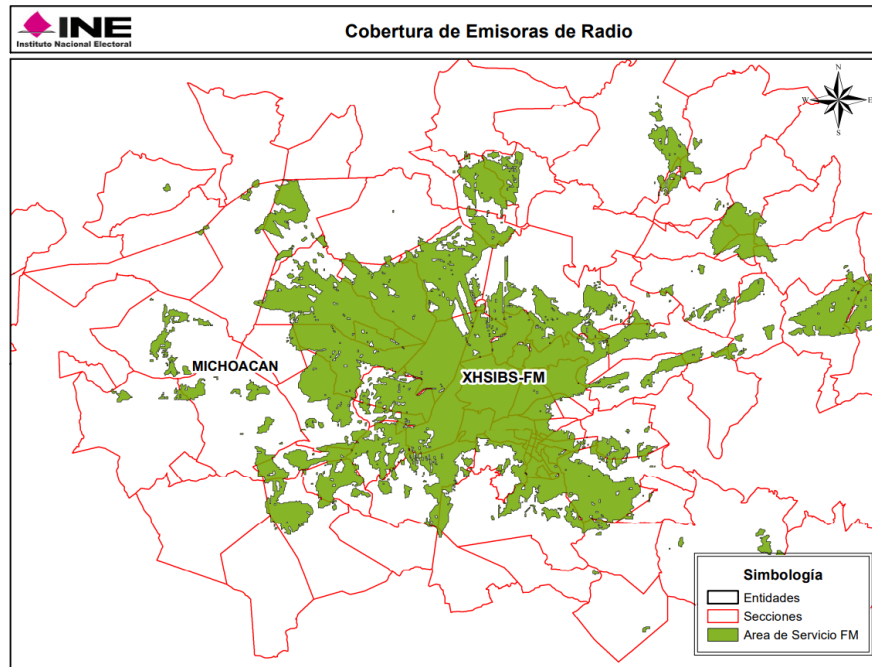 INE
Instituto Nacional Electoral
Cobertura de Emisoras de Radio
N
W E
S
MICHOACAN
XHSIBS-FM
Simbología
Entidades
Secciones
Area de Servicio FM